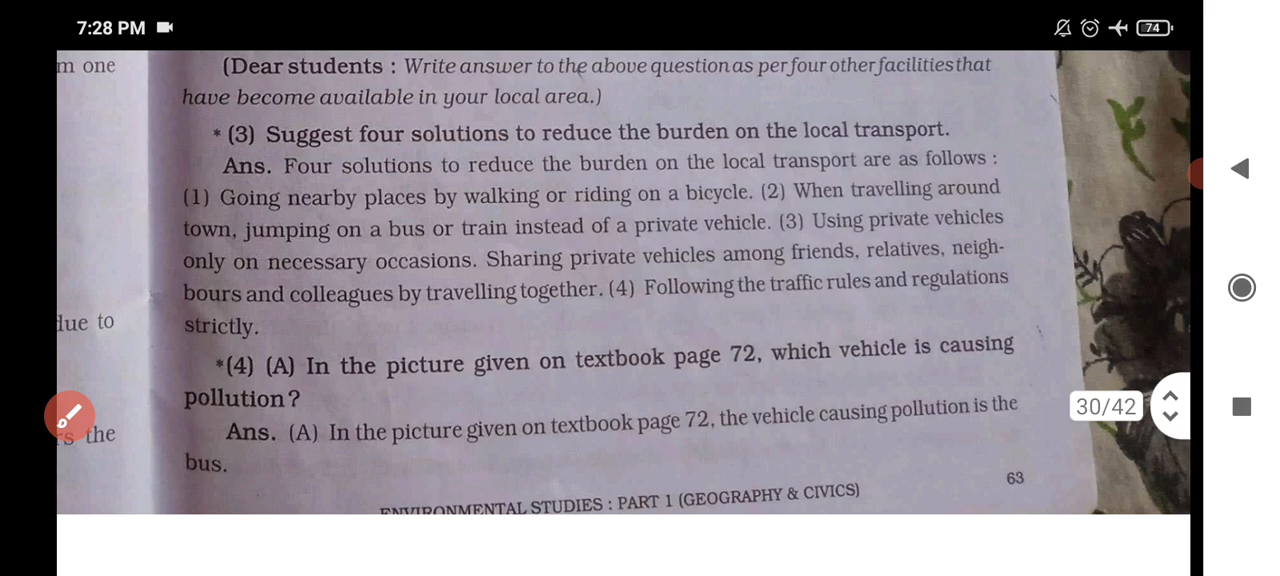 7:28 PM
74
m one
(Dear students : Write answer to the above question as per four other facilities that
have become available in your local area.)
* (3) Suggest four solutions to reduce the burden on the local transport.
Ans. Four solutions to reduce the burden on the local transport are as follows :
(1) Going nearby places by walking or riding on a bicycle. (2) When travelling around
town, jumping on a bus or train instead of a private vehicle. (3) Using private vehicles
only on necessary occasions. Sharing private vehicles among friends, relatives, neigh-
bours and colleagues by travelling together. (4) Following the traffic rules and regulations
due to
strictly.
*(4) (A) In the picture given on textbook page 72, which vehicle is causing
pollution?
30/42
Ans. (A) In the picture given on textbook page 72, the vehicle causing pollution is the
the
bus.
63
ENVIRONMENTAL STUDIES : PART 1 (GEOGRAPHY & CIVICS)